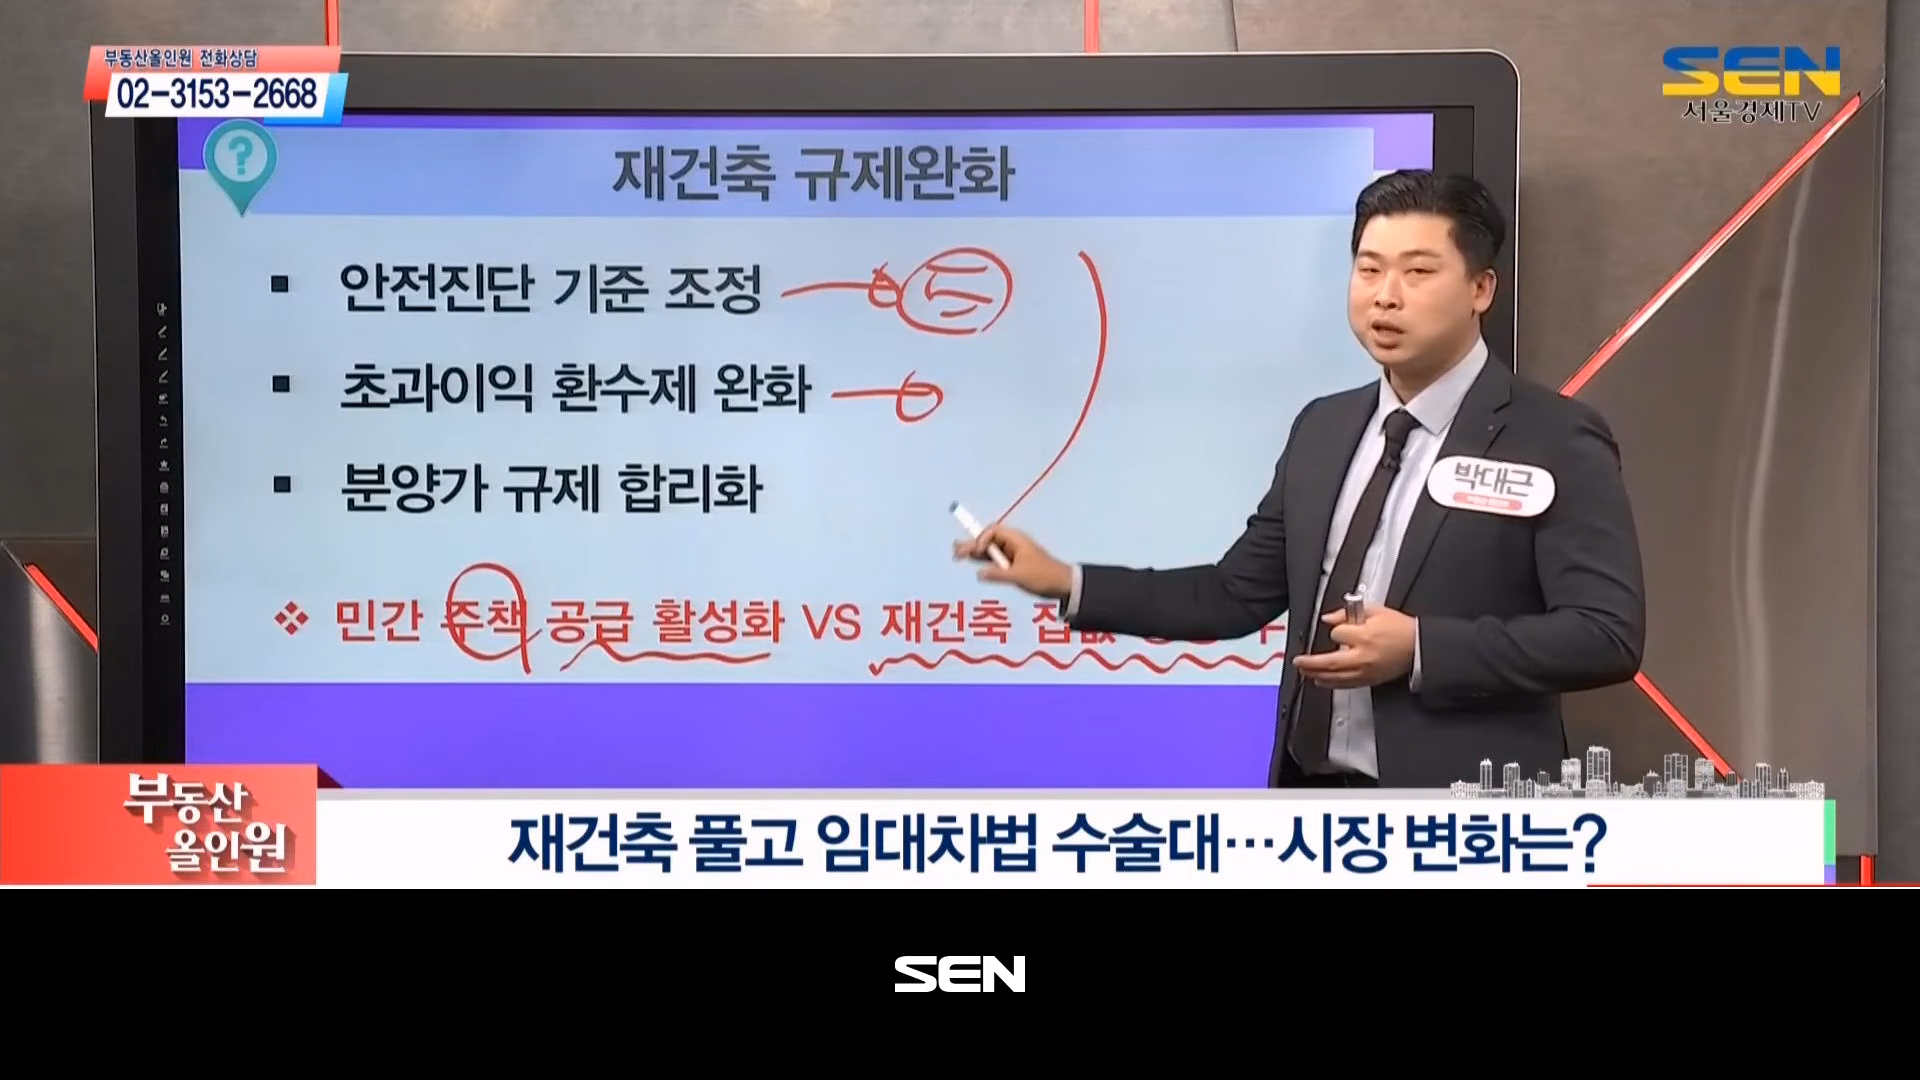 부동산올인원 전화상담
02-3153-2668
SEN
서울경제TV
?
재건축 규제완화
▪ 안전진단 기준 조정
▪ 초과이익 환수제 완화
▪ 분양가 규제 합리화
❖ 민간 주책 공급 활성화 VS 재건축 집값
박대근
부동산
올인원
재건축 풀고 임대차법 수술대…시장 변화는?
SEN